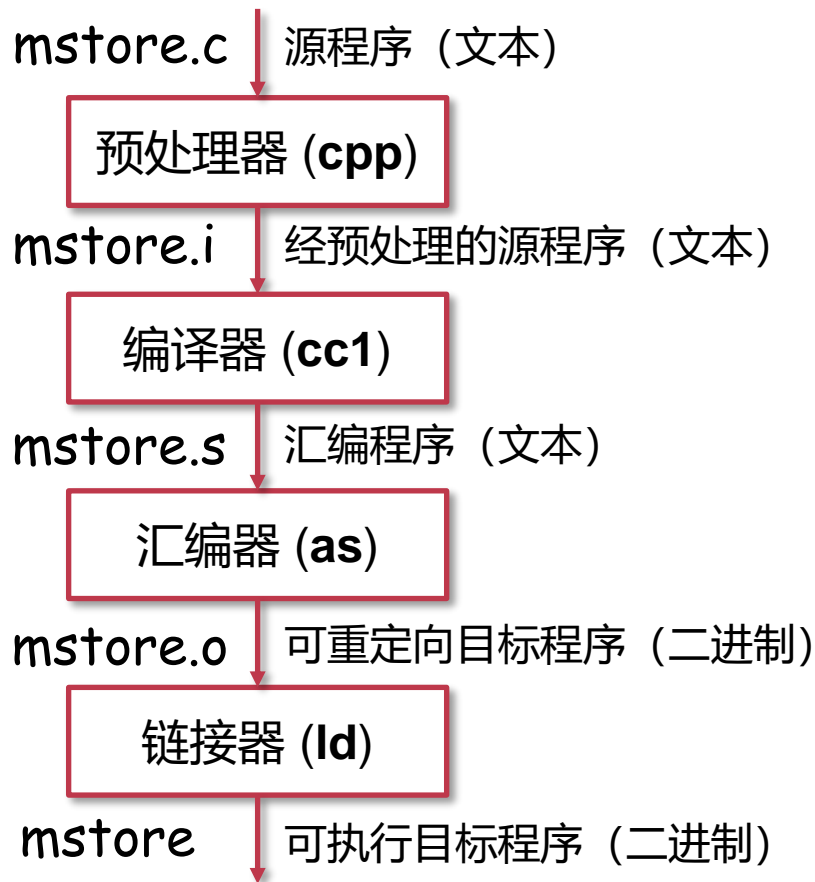 mstore.c 源程序（文本）
预处理器 (cpp)
mstore.i 经预处理的源程序（文本）
编译器 (cc1)
mstore.s 汇编程序（文本）
汇编器 (as)
mstore.o 可重定向目标程序（二进制）
链接器 (ld)
mstore 可执行目标程序（二进制）